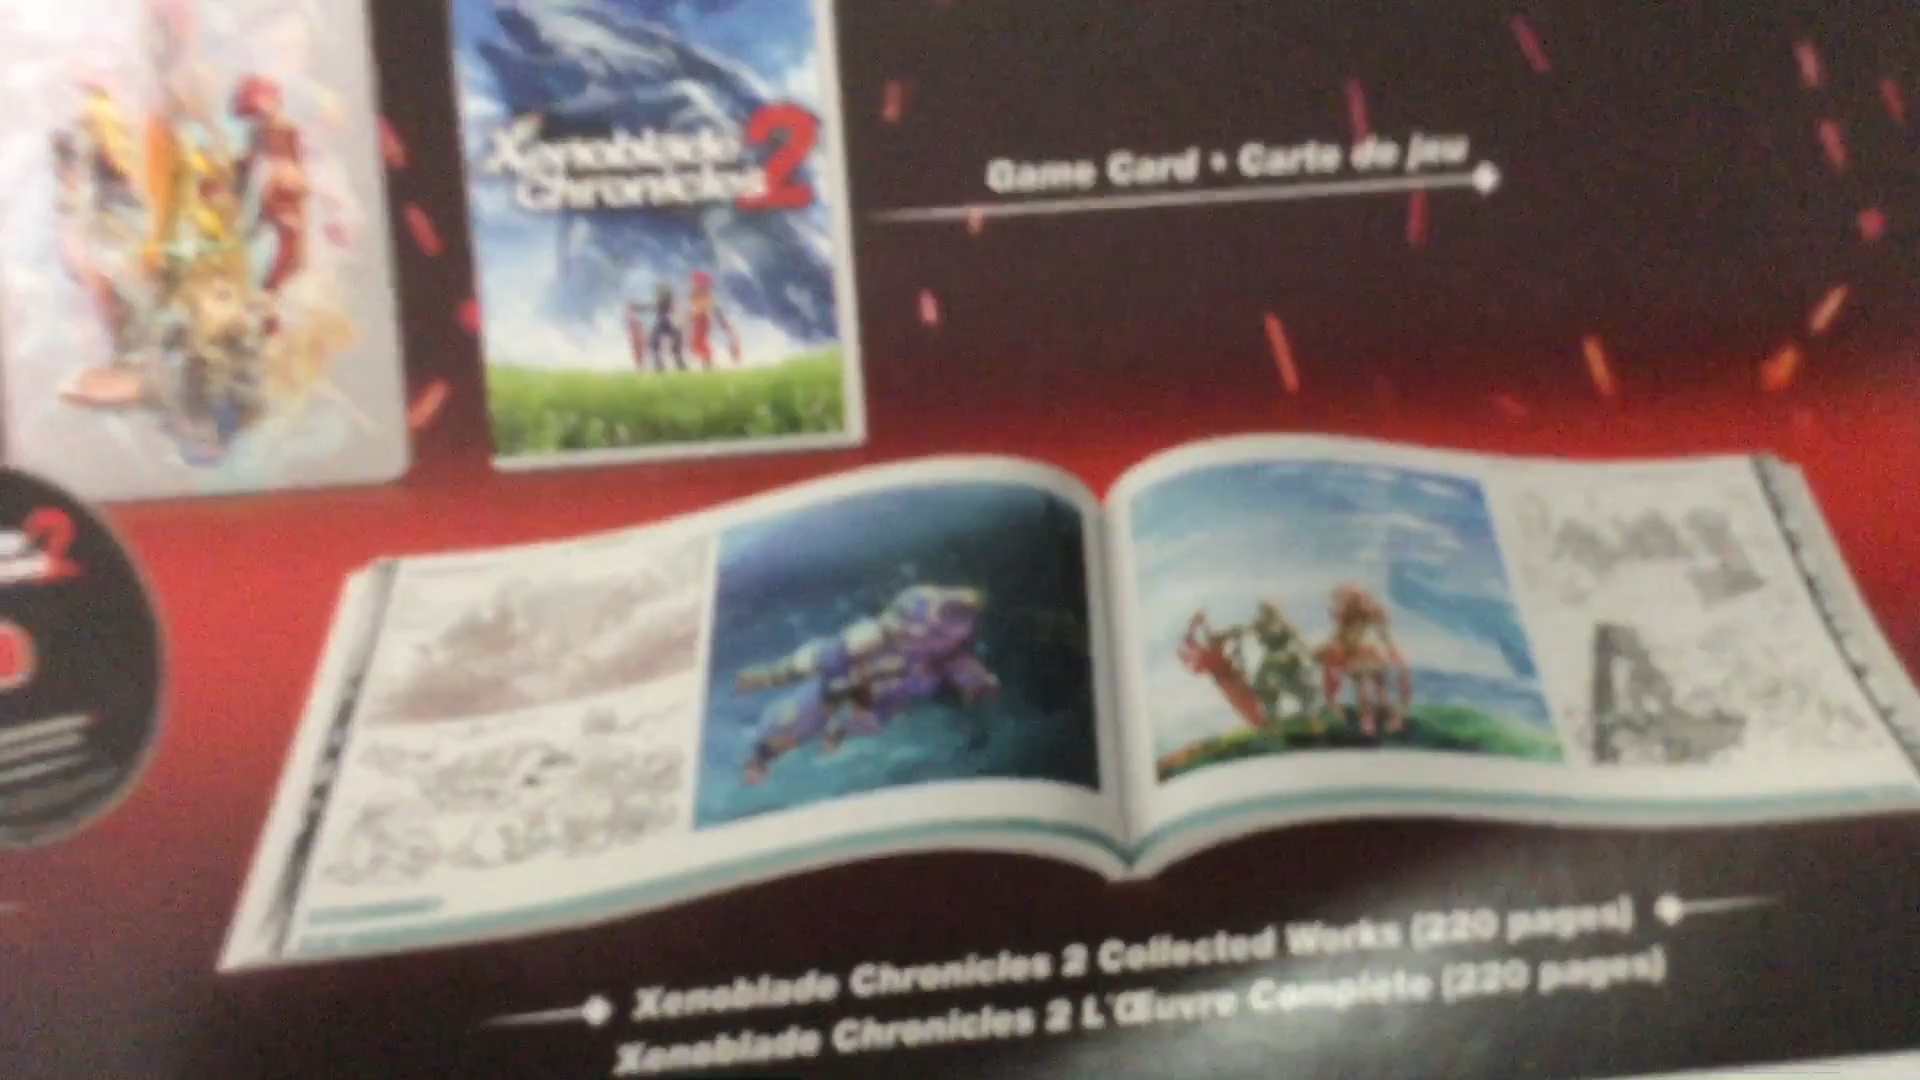 Xenoblade
Chronicles 2
Game Card • Carte de jeu
2
Xenoblade Chronicles 2 Collected Works (220 pages)
Xenoblade Chronicles 2 L'Œuvre Complète (220 pages)